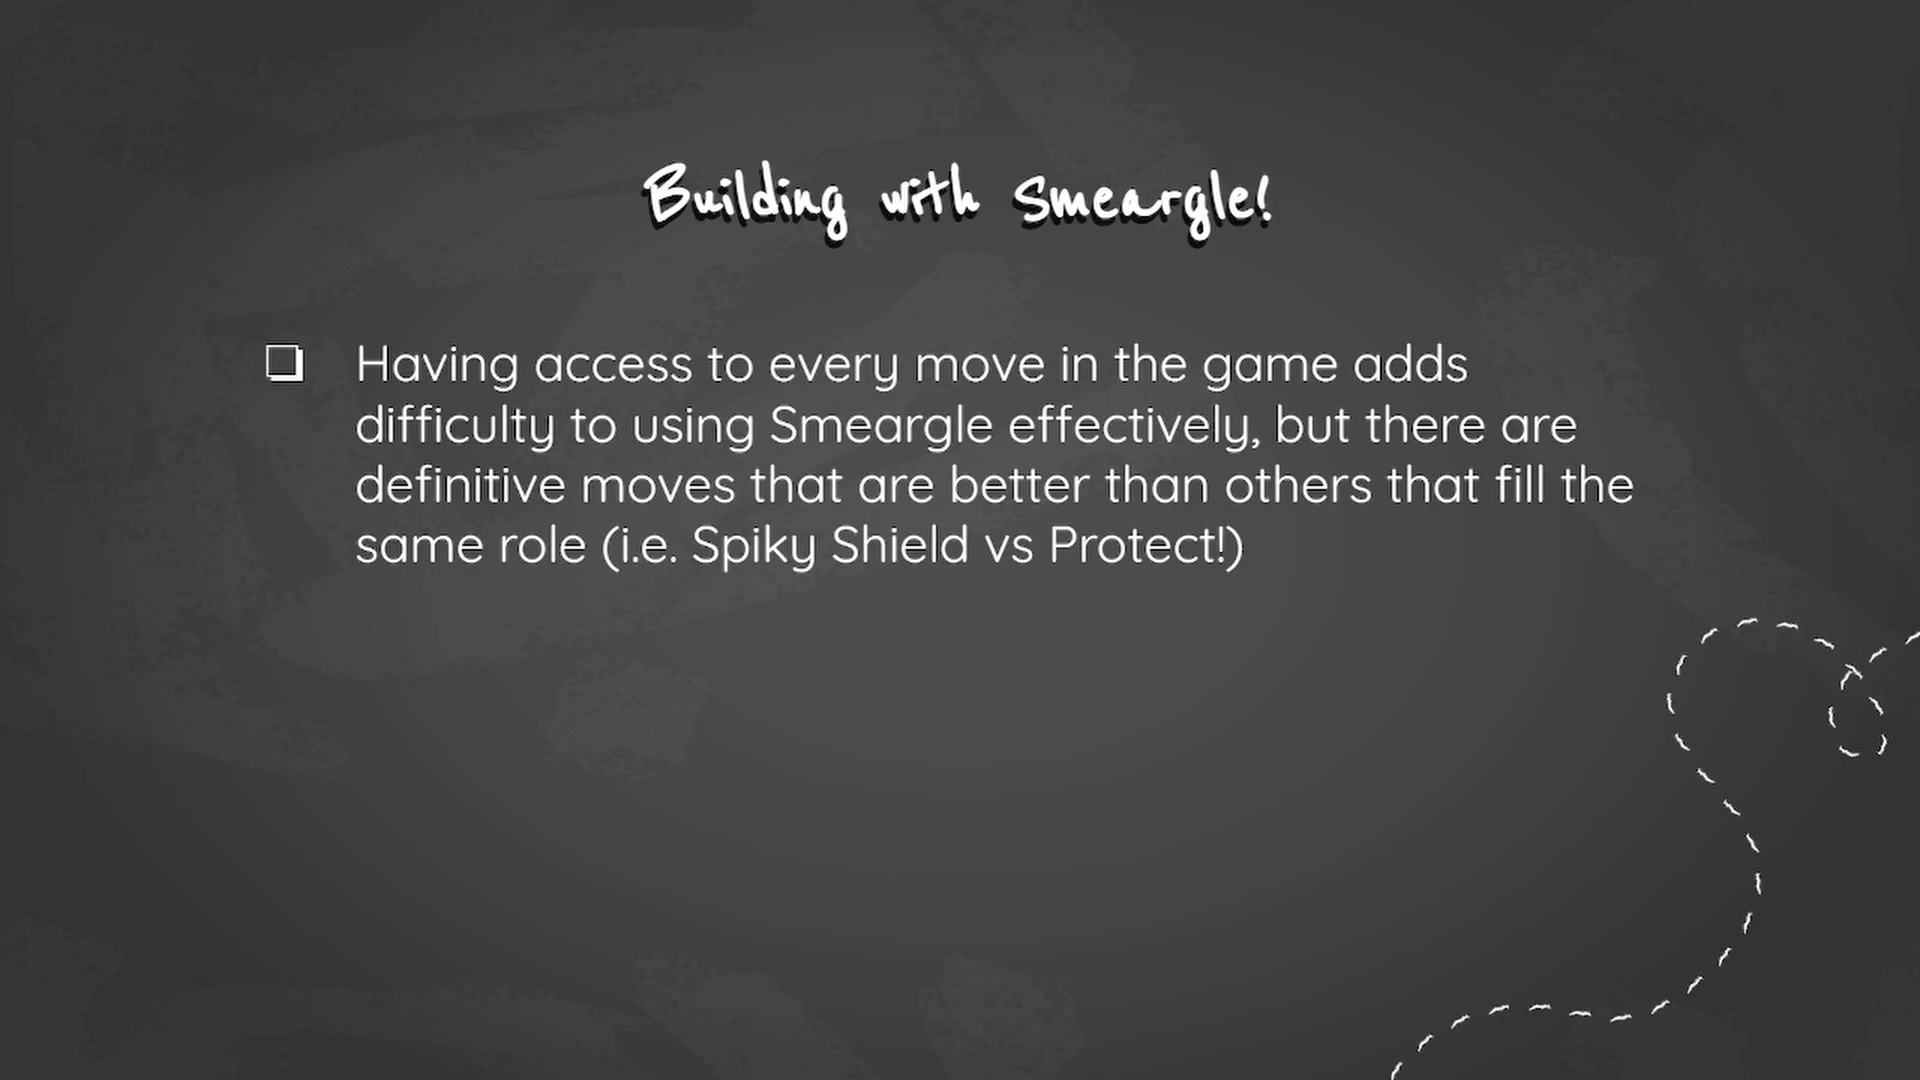 Building with Smeargle!
Having access to every move in the game adds
difficulty to using Smeargle effectively, but there are
definitive moves that are better than others that fill the
same role (i.e. Spiky Shield vs Protect!)